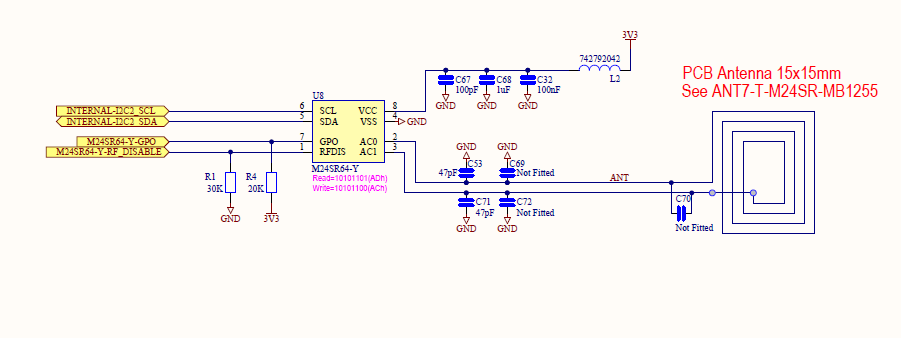 3V3
742792042
L2
C67
100pF
C68
1uF
C32
100nF
GND
GND
GND
PCB Antenna 15x15mm
See ANT7-T-M24SR-MB1255
U8
INTERNAL-I2C2_SCL
6
SCL
VCC
8
INTERNAL-I2C2_SDA
5
SDA
VSS
4
GND
M24SR64-Y-GPO
7
GPO
AC0
2
M24SR64-Y-RF_DISABLE
1
RFDIS
AC1
3
M24SR64-Y
Read=10101101(ADh)
Write=10101100(ACh)
GND
GND
C53
47pF
C69
Not Fitted
ANT
R1
30K
R4
20K
GND
3V3
C71
47pF
C72
Not Fitted
GND
GND
C70
Not Fitted